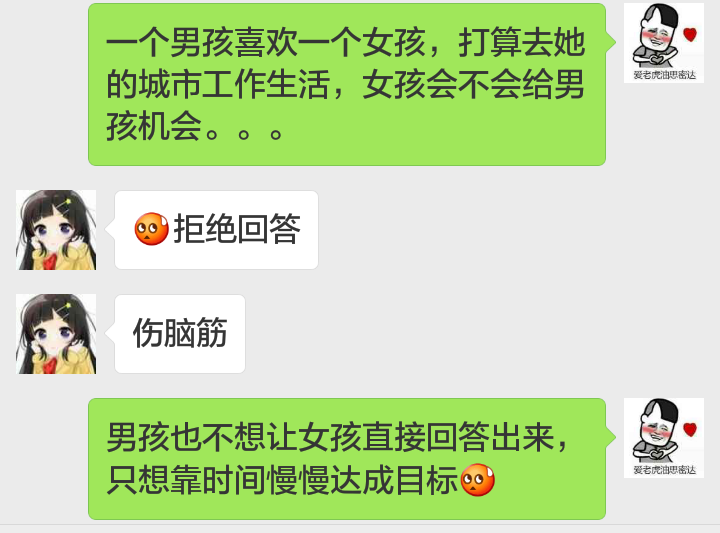 一个男孩喜欢一个女孩，打算去她
的城市工作生活，女孩会不会给男
孩机会。。。
爱老虎油思密达
拒绝回答
伤脑筋
男孩也不想让女孩直接回答出来，
只想靠时间慢慢达成目标
爱老虎油思密达